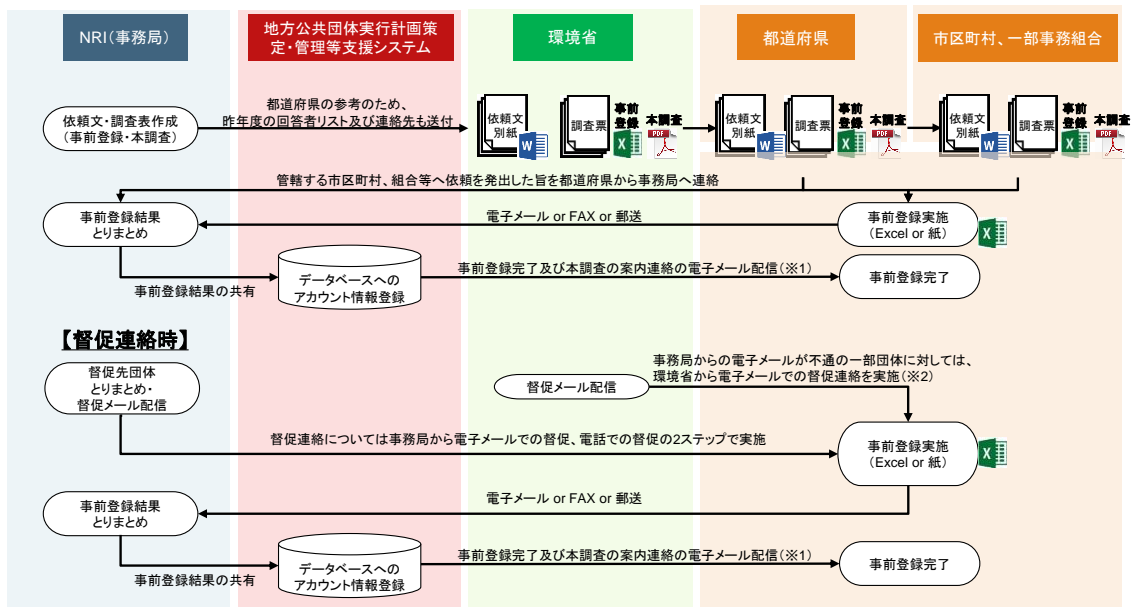 NRI(事務局)
地方公共団体実行計画策
定・管理等支援システム
環境省
都道府県
市区町村、一部事務組合
依頼文・調査表作成
(事前登録・本調査)
都道府県の参考のため、
昨年度の回答者リスト及び連絡先も送付
依頼文
別紙
W
調査票
事前
登録
X
本調査
PDF
依頼文
別紙
W
調査票
事前
登録
X
本調査
PDF
依頼文
別紙
W
調査票
事前
登録
X
本調査
PDF
管轄する市区町村、組合等へ依頼を発出した旨を都道府県から事務局へ連絡
事前登録結果
とりまとめ
電子メール or FAX or 郵送
事前登録実施
(Excel or 紙)
X
事前登録結果の共有
データベースへの
アカウント情報登録
事前登録完了及び本調査の案内連絡の電子メール配信(※1)
事前登録完了
【督促連絡時】
督促先団体
とりまとめ・
督促メール配信
督促メール配信
事務局からの電子メールが不通の一部団体に対しては、
環境省から電子メールでの督促連絡を実施(※2)
督促連絡については事務局から電子メールでの督促、電話での督促の2ステップで実施
事前登録実施
(Excel or 紙)
X
事前登録結果
とりまとめ
電子メール or FAX or 郵送
事前登録結果の共有
データベースへの
アカウント情報登録
事前登録完了及び本調査の案内連絡の電子メール配信(※1)
事前登録完了